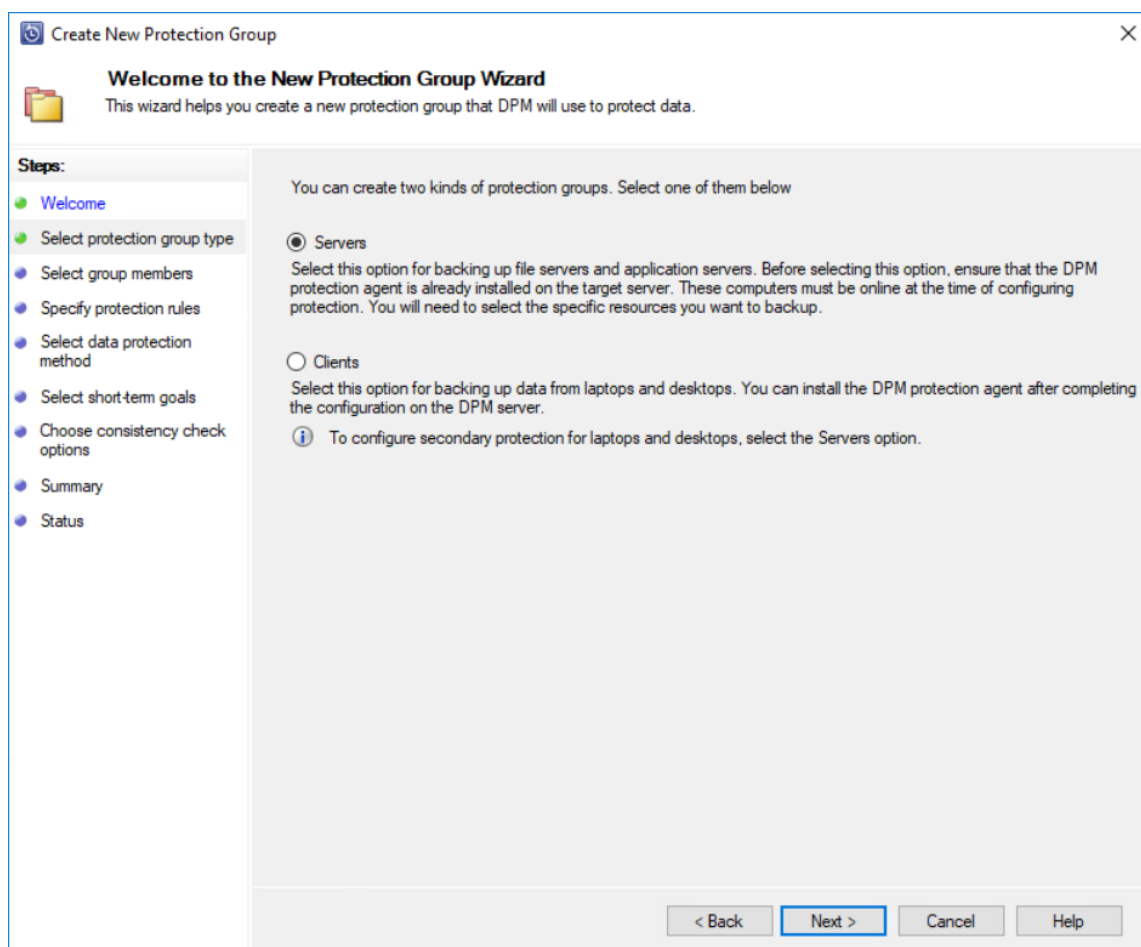 Create New Protection Group
Welcome to the New Protection Group Wizard
This wizard helps you create a new protection group that DPM will use to protect data.
Steps:
Welcome
Select protection group type
Select group members
Specify protection rules
Select data protection
method
Select short-term goals
Choose consistency check
options
Summary
Status
You can create two kinds of protection groups. Select one of them below
Servers
Select this option for backing up file servers and application servers. Before selecting this option, ensure that the DPM
protection agent is already installed on the target server. These computers must be online at the time of configuring
protection. You will need to select the specific resources you want to backup.
Clients
Select this option for backing up data from laptops and desktops. You can install the DPM protection agent after completing
the configuration on the DPM server.
To configure secondary protection for laptops and desktops, select the Servers option.
< Back
Next >
Cancel
Help